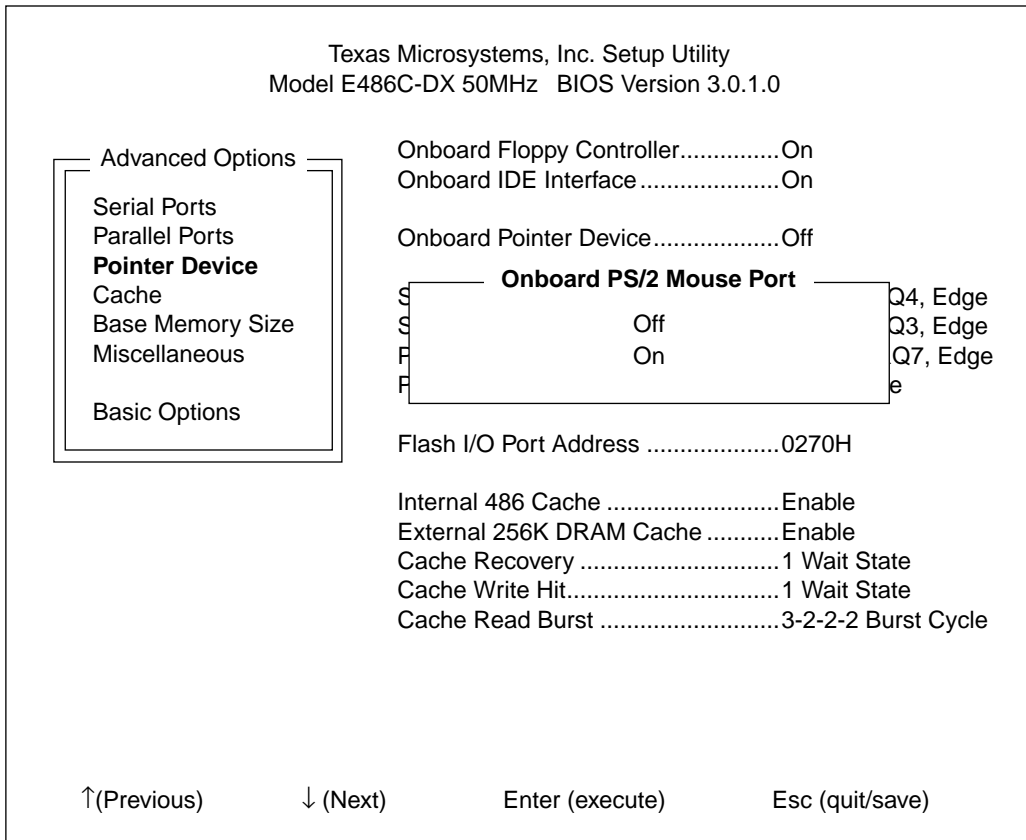 Texas Microsystems, Inc. Setup Utility
Model E486C-DX 50MHz BIOS Version 3.0.1.0
Advanced Options
Serial Ports
Parallel Ports
Pointer Device
Cache
Base Memory Size
Miscellaneous
Basic Options
Onboard Floppy Controller................On
Onboard IDE Interface.....................On
Onboard Pointer Device....................Off
Onboard PS/2 Mouse Port
Off
On
S Q4, Edge
S Q3, Edge
P Q7, Edge
P e
Flash I/O Port Address .....................0270H
Internal 486 Cache ...........................Enable
External 256K DRAM Cache ...........Enable
Cache Recovery ...............................1 Wait State
Cache Write Hit.................................1 Wait State
Cache Read Burst ............................3-2-2-2 Burst Cycle
↑(Previous) ↓ (Next) Enter (execute) Esc (quit/save)